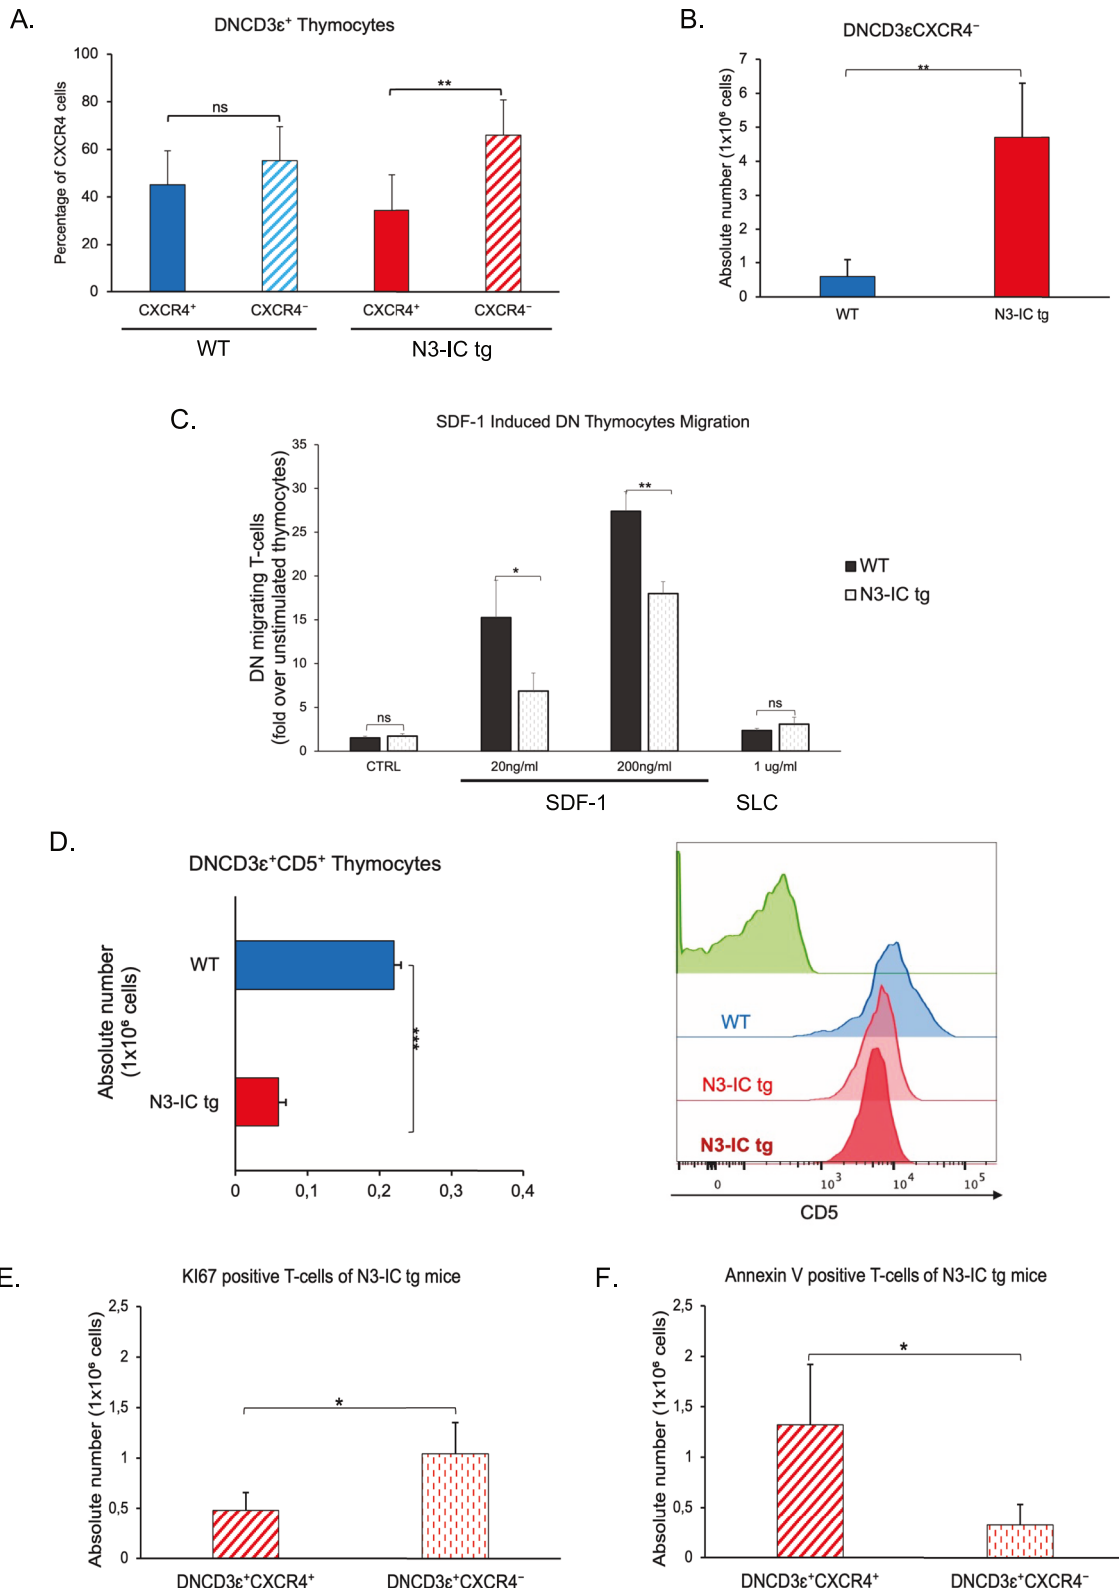 A.
DNCD3ε⁺ Thymocytes
Percentage of CXCR4 cells
100
80
60
40
20
0
ns
**
CXCR4⁺ CXCR4⁻ CXCR4⁺ CXCR4⁻
WT N3-IC tg
B.
DNCD3εCXCR4⁻
Absolute number (1x10⁶ cells)
7
6
5
4
3
2
1
0
**
WT N3-IC tg
C.
SDF-1 Induced DN Thymocytes Migration
DN migrating T-cells
(fold over unstimulated thymocytes)
35
30
25
20
15
10
5
0
ns
*
**
ns
WT
N3-IC tg
CTRL 20ng/ml 200ng/ml 1 ug/ml
SDF-1 SLC
D.
DNCD3ε⁺CD5⁺ Thymocytes
Absolute number
(1x10⁶ cells)
WT
N3-IC tg
***
0 0,1 0,2 0,3 0,4
WT
N3-IC tg
N3-IC tg
0 10³ 10⁴ 10⁵
CD5
E.
KI67 positive T-cells of N3-IC tg mice
Absolute number (1x10⁶ cells)
2,5
2
1,5
1
0,5
0
*
DNCD3ε⁺CXCR4⁺ DNCD3ε⁺CXCR4⁻
F.
Annexin V positive T-cells of N3-IC tg mice
Absolute number (1x10⁶ cells)
2,5
2
1,5
1
0,5
0
*
DNCD3ε⁺CXCR4⁺ DNCD3ε⁺CXCR4⁻